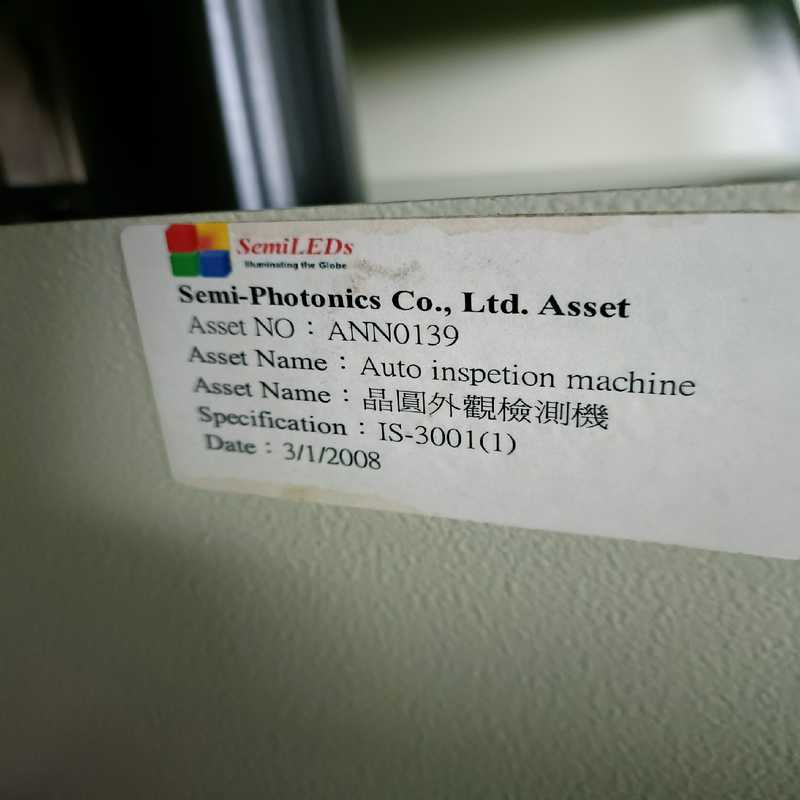 SemiLEDs
Illuminating the Globe
Semi-Photonics Co., Ltd. Asset
Asset NO：ANN0139
Asset Name：Auto inspetion machine
Asset Name：晶圓外觀檢測機
Specification：IS-3001(1)
Date：3/1/2008